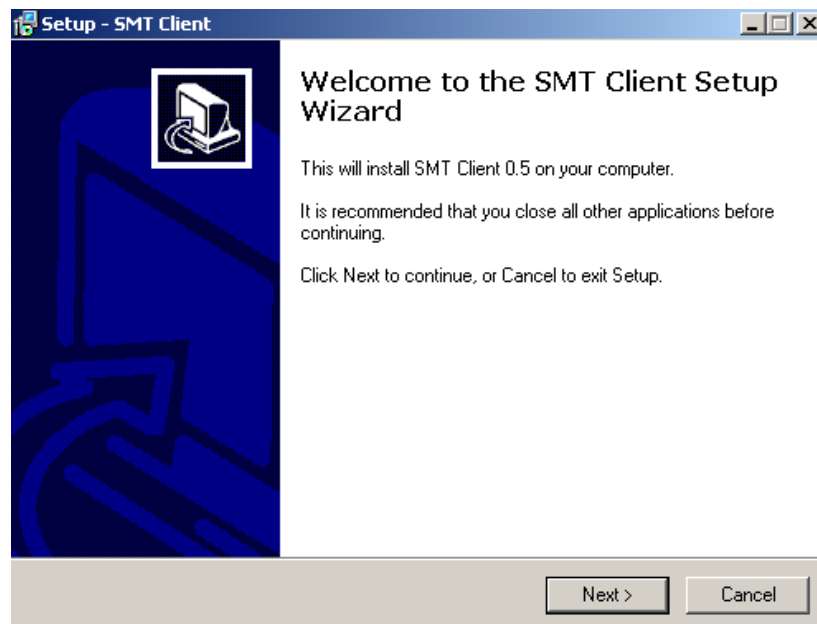 Setup - SMT Client
Welcome to the SMT Client Setup
Wizard
This will install SMT Client 0.5 on your computer.
It is recommended that you close all other applications before
continuing.
Click Next to continue, or Cancel to exit Setup.
Next >
Cancel